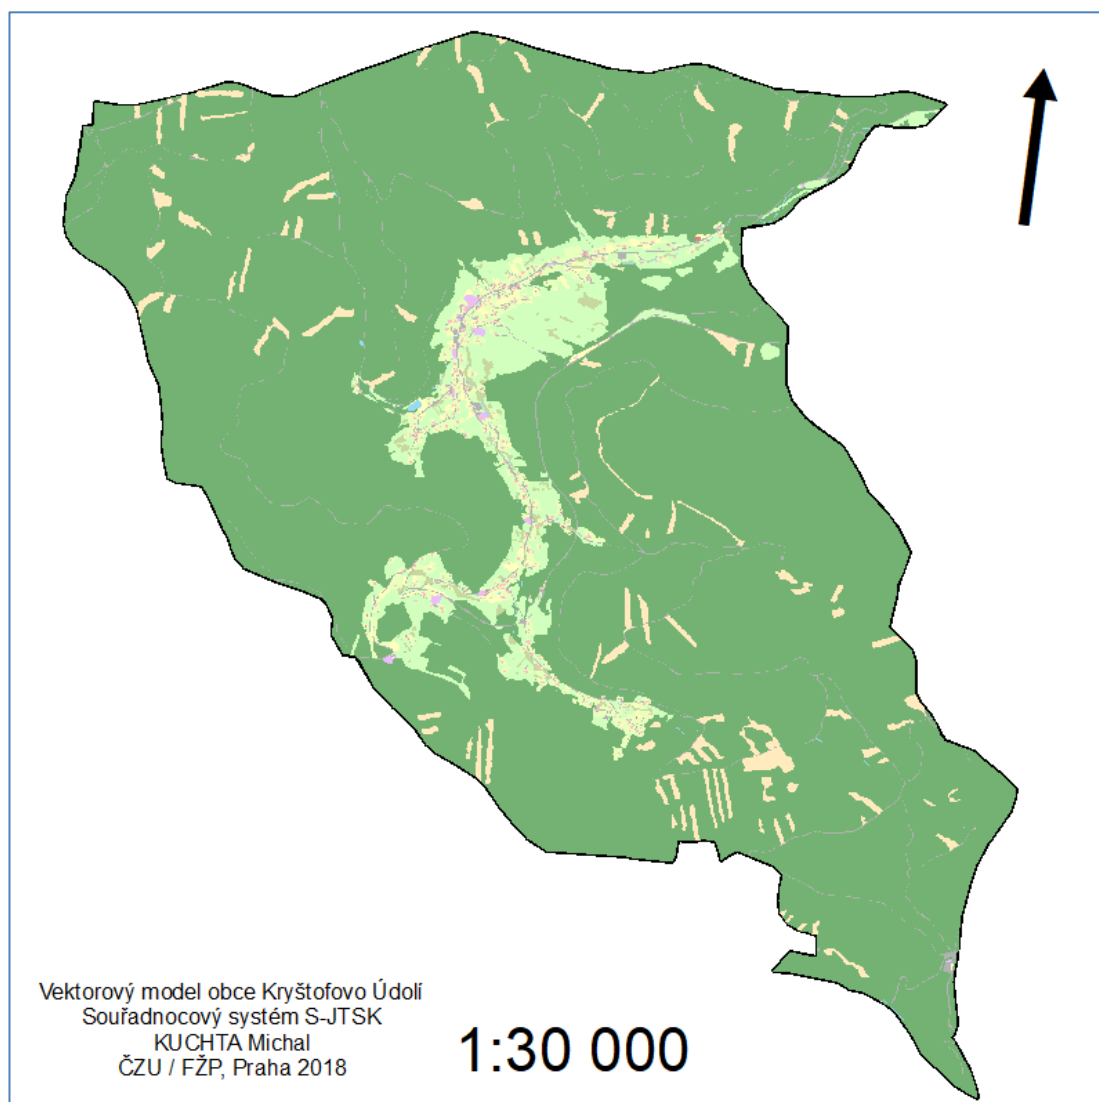 Vektorový model obce Kryštofovo Údolí
Souřadnocový systém S-JTSK
KUCHTA Michal
ČZU / FŽP, Praha 2018
1:30 000